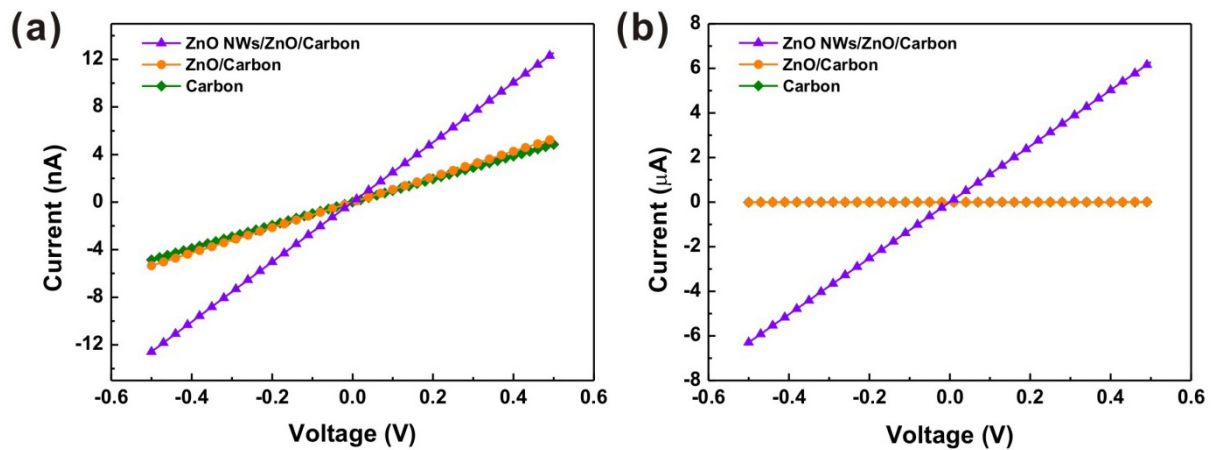 (a)
ZnO NWs/ZnO/Carbon
ZnO/Carbon
Carbon
12
8
4
0
-4
-8
-12
Current (nA)
-0.6
-0.4
-0.2
0.0
0.2
0.4
0.6
Voltage (V)
(b)
ZnO NWs/ZnO/Carbon
ZnO/Carbon
Carbon
8
6
4
2
0
-2
-4
-6
-8
Current (μA)
-0.6
-0.4
-0.2
0.0
0.2
0.4
0.6
Voltage (V)